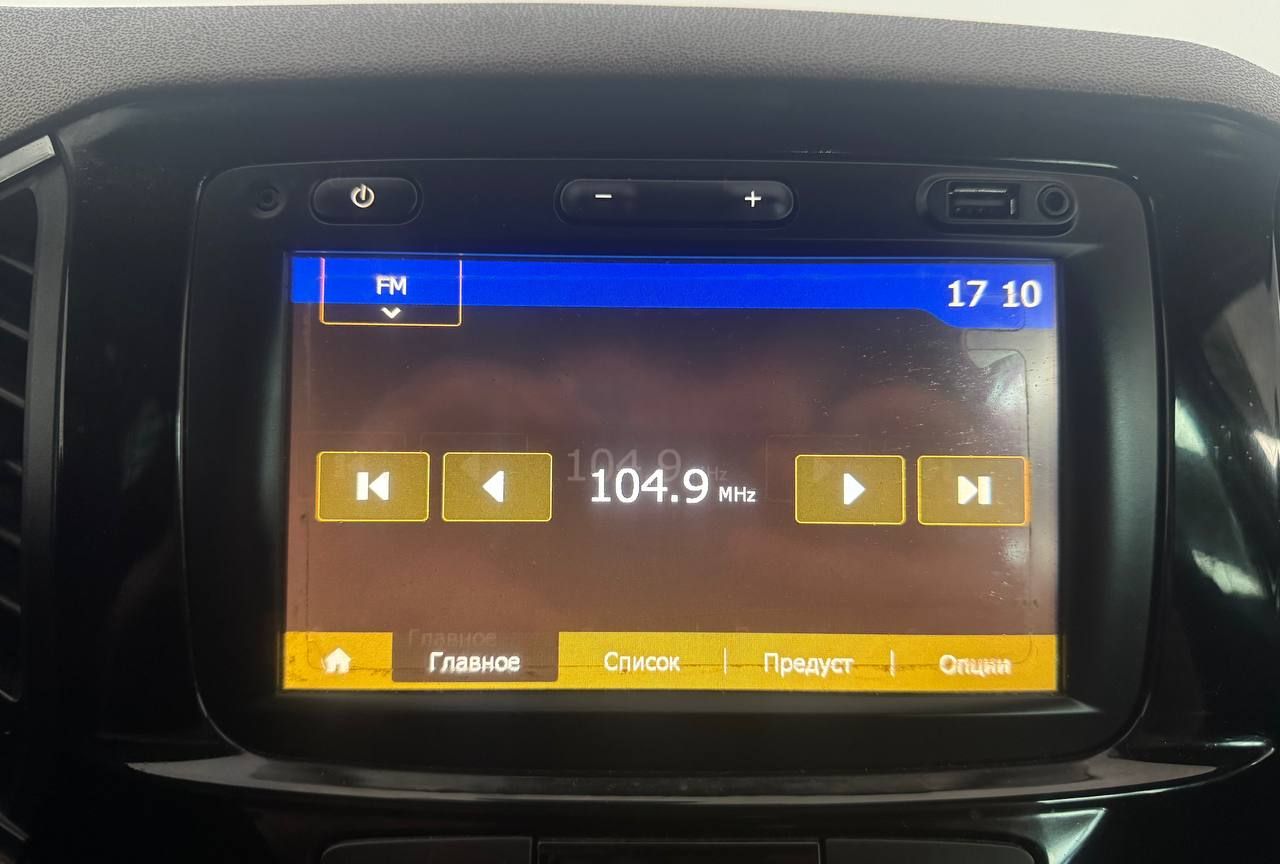 FM
17 10
104.9 MHz
Главное
Список
Предуст
Опции